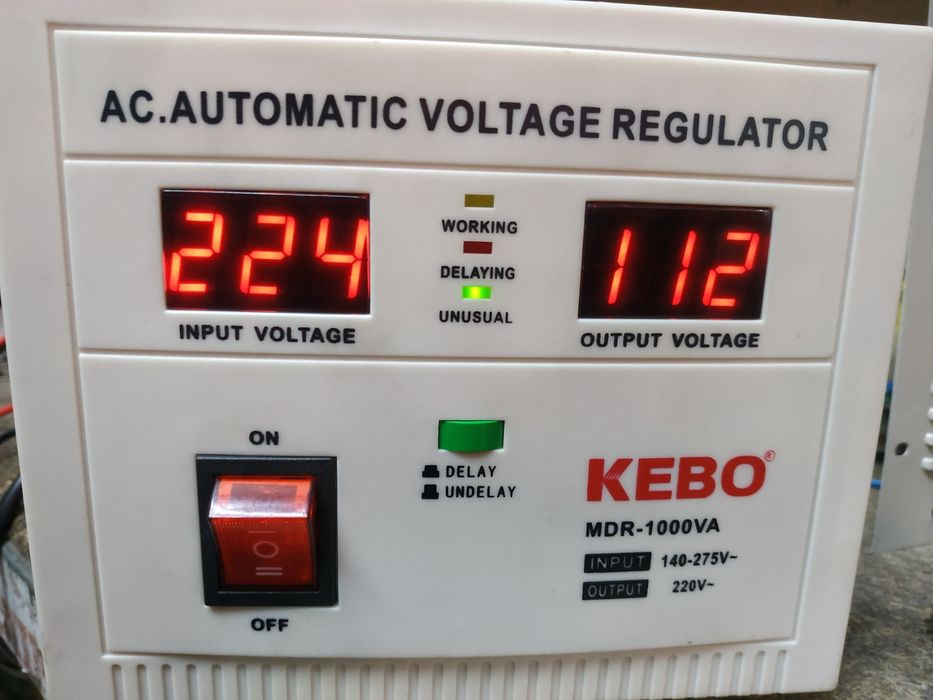 AC.AUTOMATIC VOLTAGE REGULATOR
224
INPUT VOLTAGE
WORKING
DELAYING
UNUSUAL
112
OUTPUT VOLTAGE
ON
OFF
DELAY
UNDELAY
KEBO®
MDR-1000VA
INPUT 140-275V~
OUTPUT 220V~